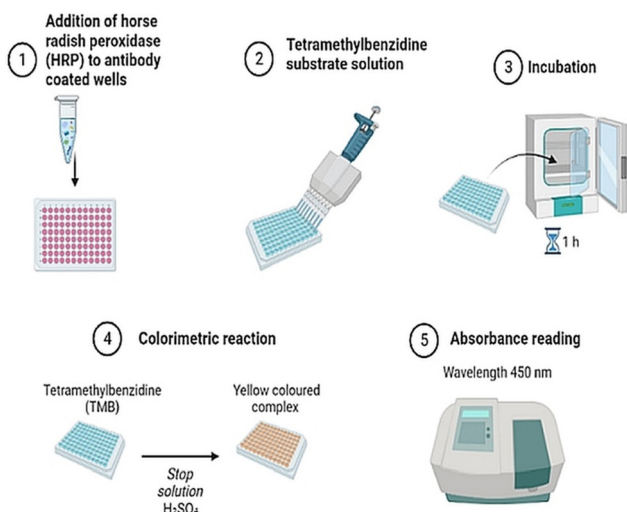 1
Addition of horse
radish peroxidase
(HRP) to antibody
coated wells
2
Tetramethylbenzidine
substrate solution
3
Incubation
1 h
4
Colorimetric reaction
Tetramethylbenzidine
(TMB)
Stop
solution
H₂SO₄
Yellow coloured
complex
5
Absorbance reading
Wavelength 450 nm